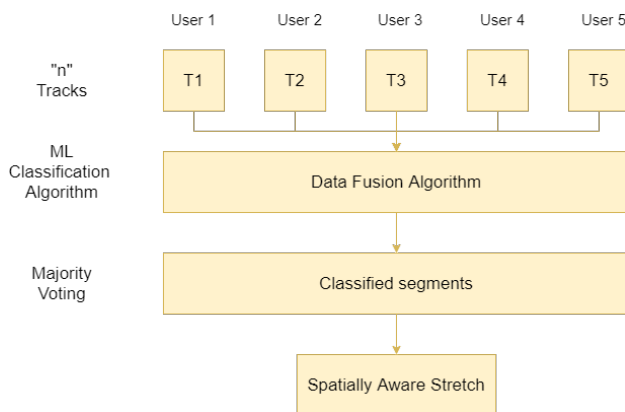 User 1 User 2 User 3 User 4 User 5
"n"
Tracks
T1 T2 T3 T4 T5
ML
Classification
Algorithm
Data Fusion Algorithm
Majority
Voting
Classified segments
Spatially Aware Stretch